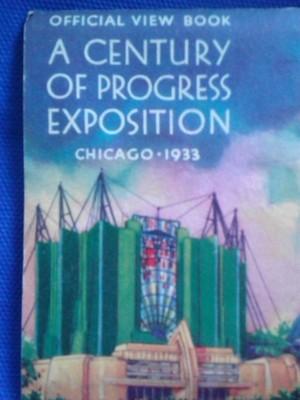 OFFICIAL VIEW BOOK
A CENTURY
OF PROGRESS
EXPOSITION
CHICAGO • 1933